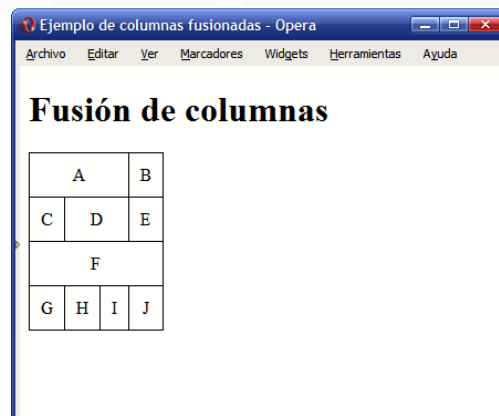 Ejemplo de columnas fusionadas - Opera
Archivo Editar Ver Marcadores Widgets Herramientas Ayuda
Fusión de columnas
A B
C D E
F
G H I J